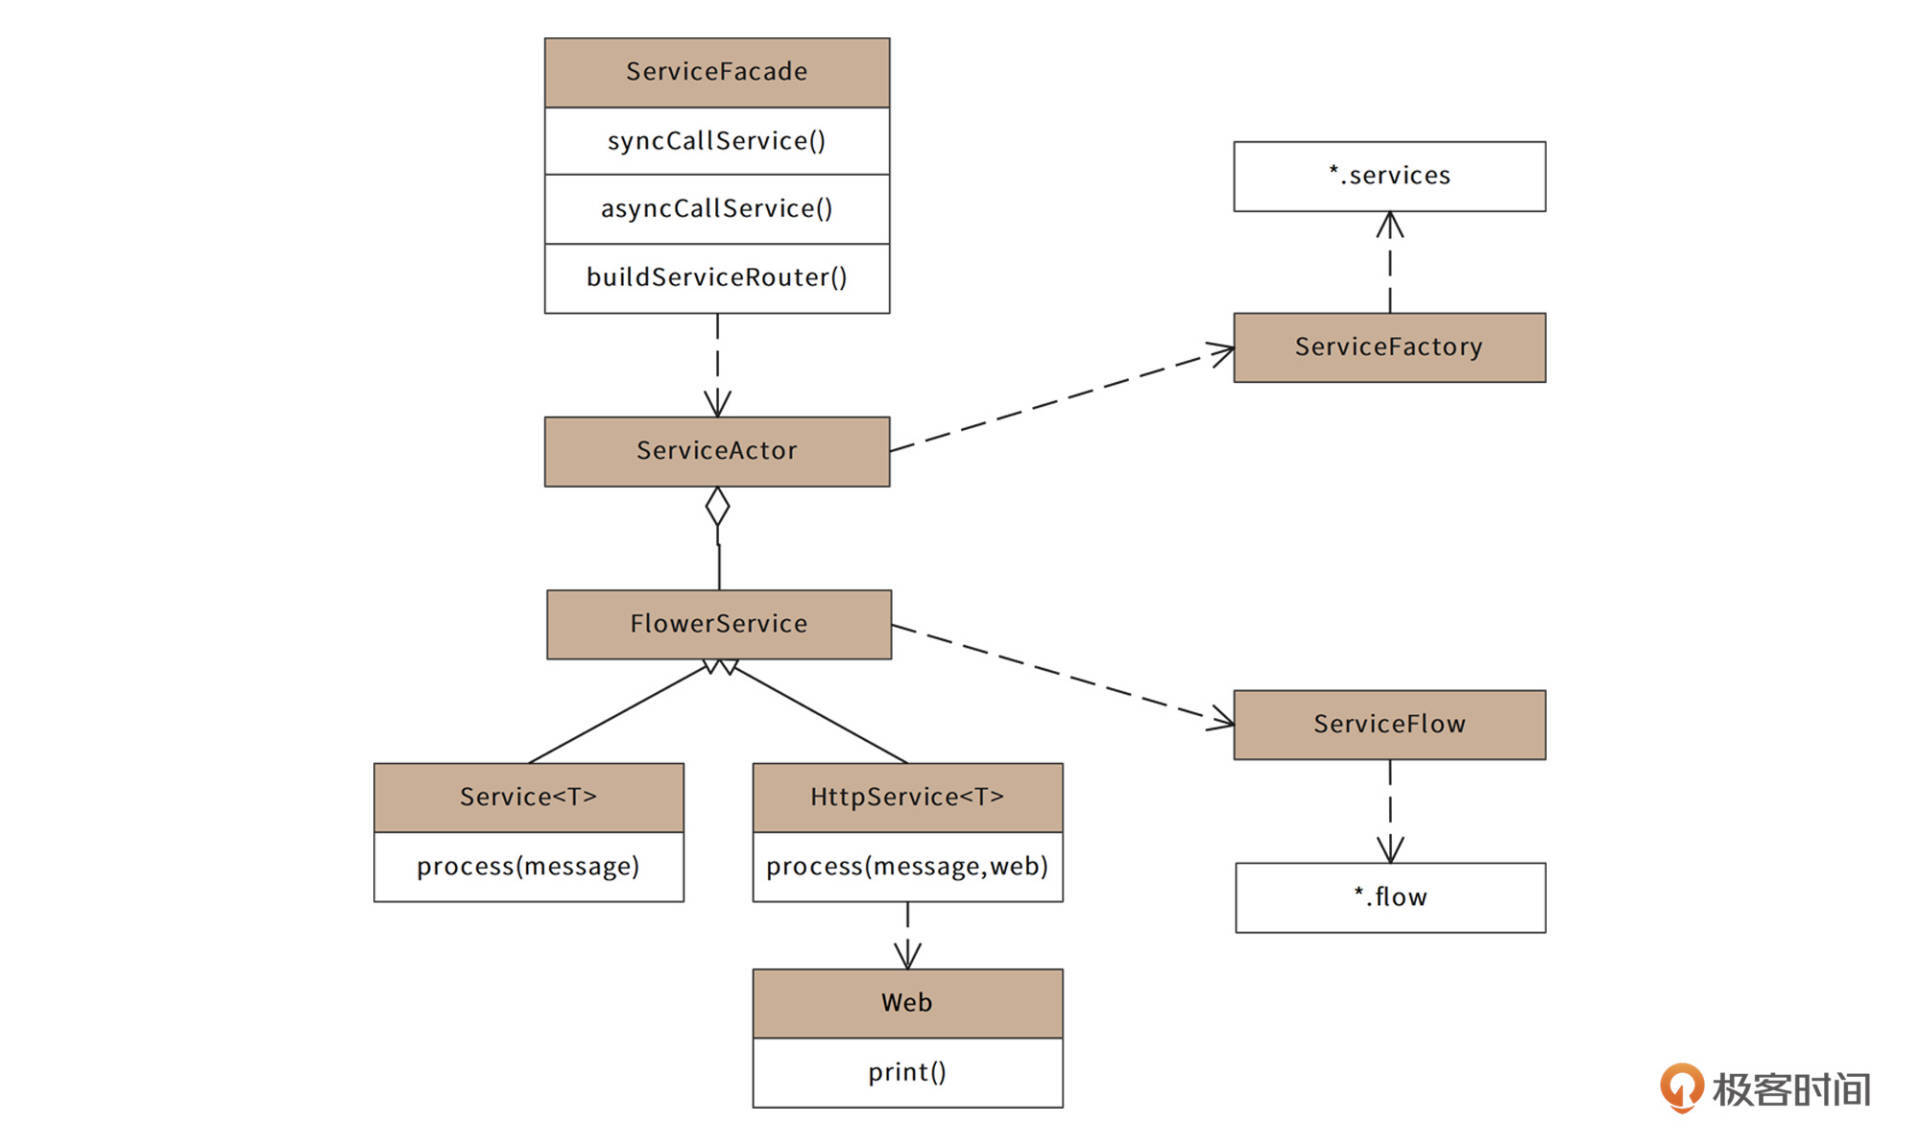 ServiceFacade
syncCallService()
asyncCallService()
buildServiceRouter()
*.services
ServiceFactory
ServiceActor
FlowerService
ServiceFlow
Service<T>
process(message)
HttpService<T>
process(message,web)
*.flow
Web
print()
极客时间